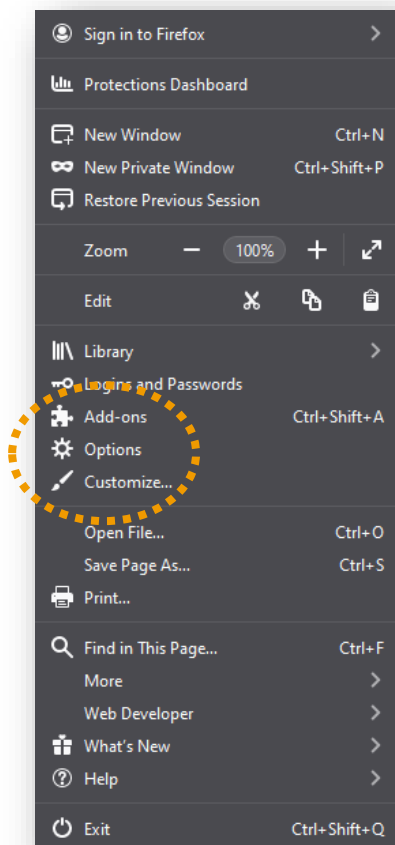 Sign in to Firefox
Protections Dashboard
New Window Ctrl+N
New Private Window Ctrl+Shift+P
Restore Previous Session
Zoom 100%
Edit
Library
Logins and Passwords
Add-ons Ctrl+Shift+A
Options
Customize...
Open File... Ctrl+O
Save Page As... Ctrl+S
Print...
Find in This Page... Ctrl+F
More
Web Developer
What's New
Help
Exit Ctrl+Shift+Q